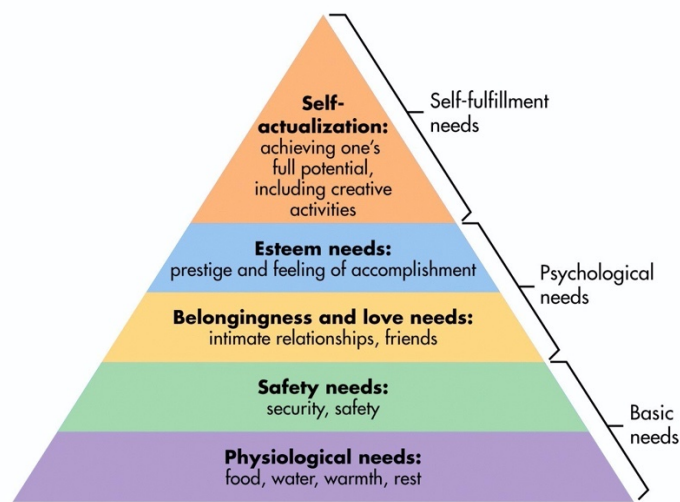 Self-
actualization:
achieving one's
full potential,
including creative
activities
Self-fulfillment
needs
Esteem needs:
prestige and feeling of accomplishment
Belongingness and love needs:
intimate relationships, friends
Psychological
needs
Safety needs:
security, safety
Physiological needs:
food, water, warmth, rest
Basic
needs